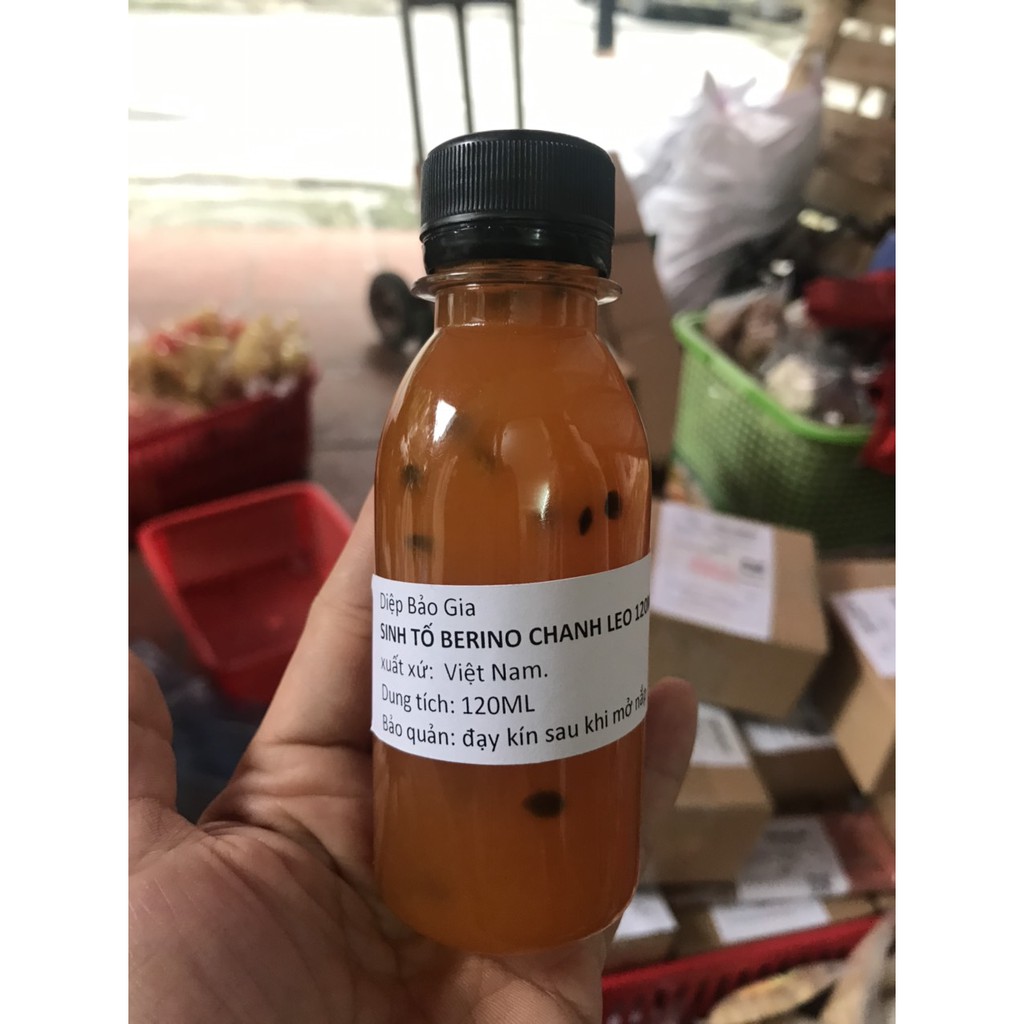 Diệp Bảo Gia
SINH TỐ BERINO CHANH LEO 120M
xuất xứ: Việt Nam.
Dung tích: 120ML
Bảo quản: đạy kín sau khi mở nắp